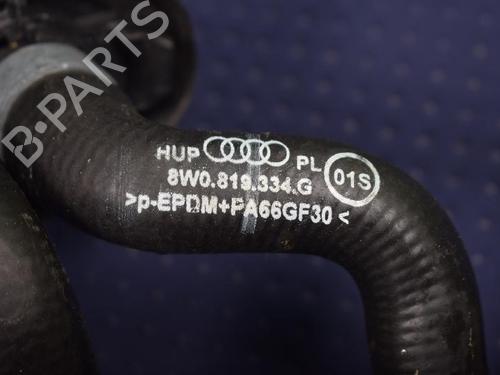 B-PARTS
HUP PL 01S
8W0.819.334.G
>p-EPDM+PA66GF30<